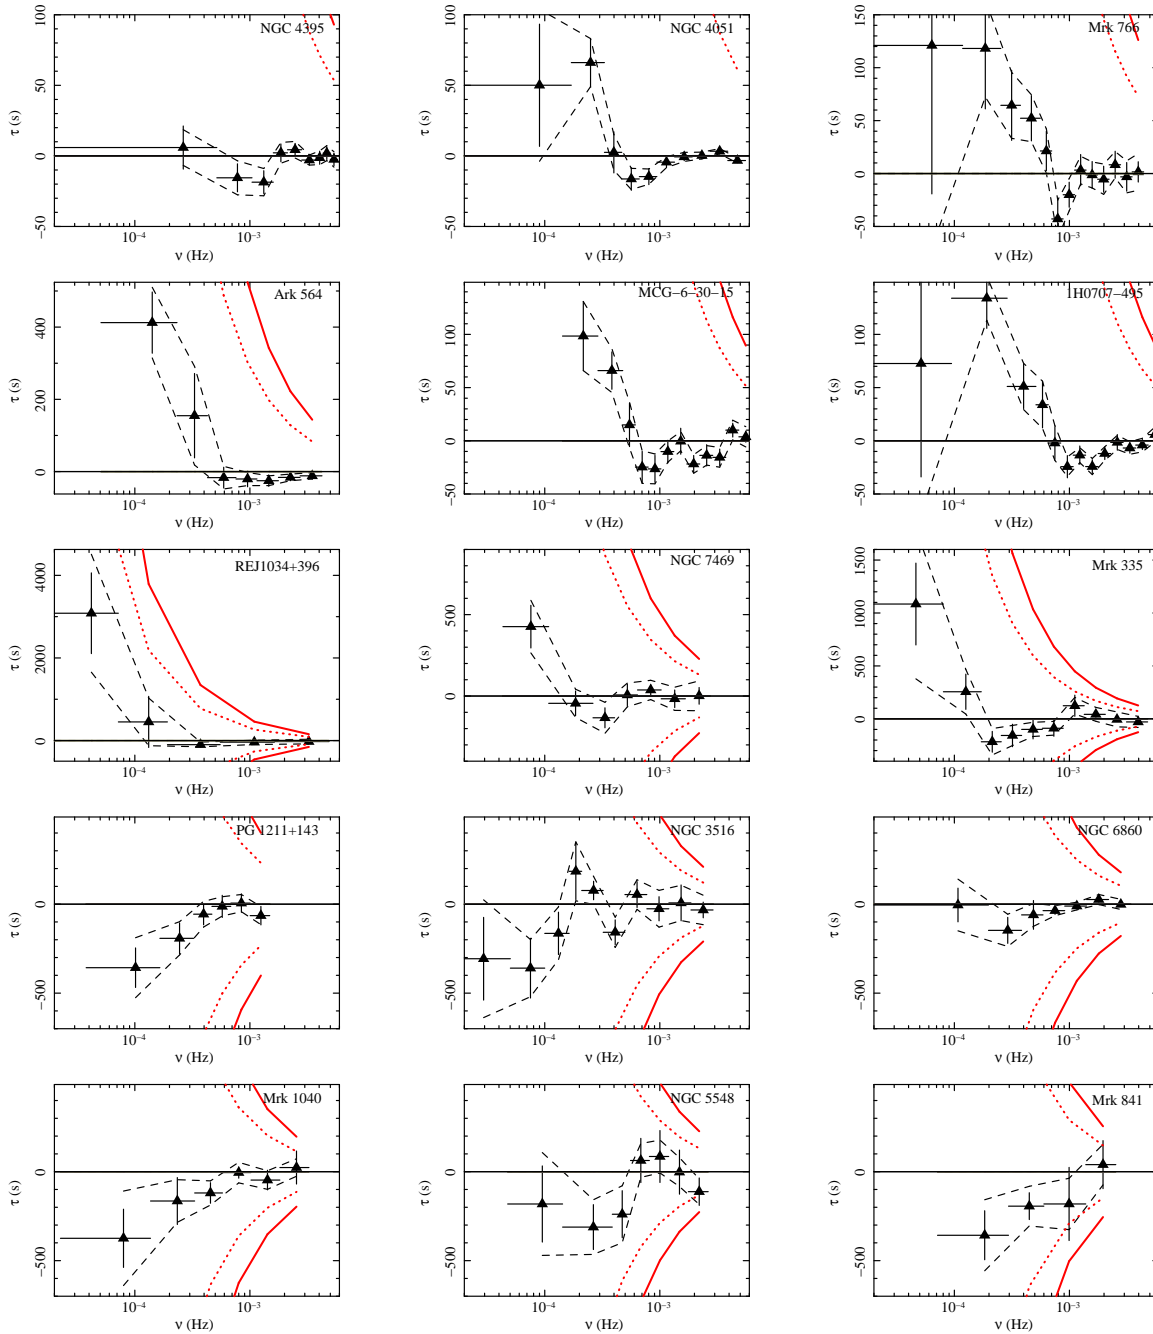 NGC 4395
100
50
0
−50
τ (s)
10⁻⁴
10⁻³
ν (Hz)
NGC 4051
100
50
0
−50
τ (s)
10⁻⁴
10⁻³
ν (Hz)
Mrk 766
150
100
50
0
−50
τ (s)
10⁻⁴
10⁻³
ν (Hz)
Ark 564
400
200
0
τ (s)
10⁻⁴
10⁻³
ν (Hz)
MCG−6−30−15
100
50
0
−50
τ (s)
10⁻⁴
10⁻³
ν (Hz)
1H0707−495
100
50
0
−50
τ (s)
10⁻⁴
10⁻³
ν (Hz)
REJ1034+396
4000
2000
0
τ (s)
10⁻⁴
10⁻³
ν (Hz)
NGC 7469
500
0
τ (s)
10⁻⁴
10⁻³
ν (Hz)
Mrk 335
1500
1000
500
0
τ (s)
10⁻⁴
10⁻³
ν (Hz)
PG 1211+143
0
−500
τ (s)
10⁻⁴
10⁻³
ν (Hz)
NGC 3516
0
−500
τ (s)
10⁻⁴
10⁻³
ν (Hz)
NGC 6860
0
−500
τ (s)
10⁻⁴
10⁻³
ν (Hz)
Mrk 1040
0
−500
τ (s)
10⁻⁴
10⁻³
ν (Hz)
NGC 5548
0
−500
τ (s)
10⁻⁴
10⁻³
ν (Hz)
Mrk 841
0
−500
τ (s)
10⁻⁴
10⁻³
ν (Hz)